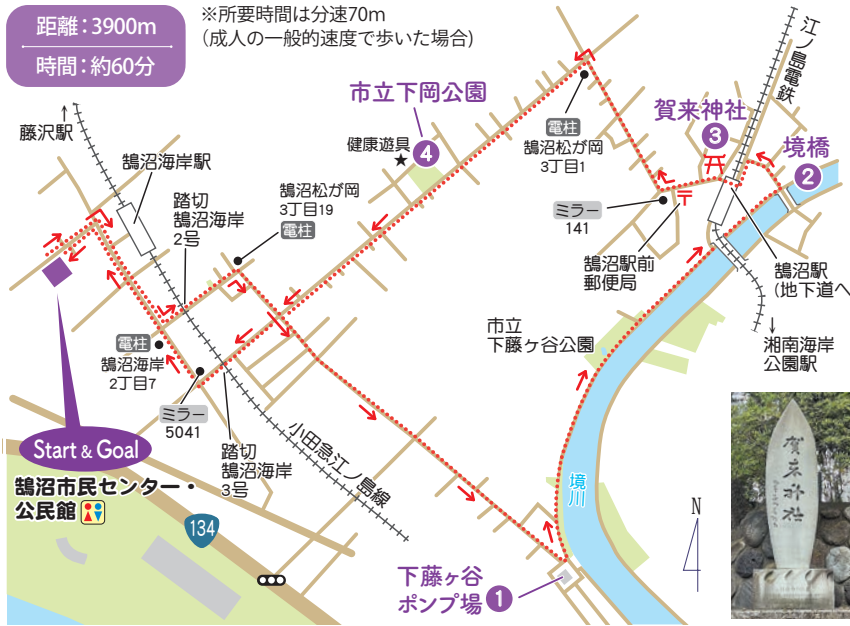 距離:3900m
時間:約60分
※所要時間は分速70m
(成人の一般的速度で歩いた場合)
↑
藤沢駅
鵠沼海岸駅
踏切
鵠沼海岸
2号
鵠沼松が岡
3丁目19
電柱
市立下岡公園
健康遊具
★
4
電柱
鵠沼松が岡
3丁目1
江ノ島電鉄
賀来神社
3
境橋
2
ミラー
141
鵠沼駅前
郵便局
鵠沼駅
(地下道へ
↓
湘南海岸
公園駅
市立
下藤ヶ谷公園
電柱
鵠沼海岸
2丁目7
ミラー
5041
踏切
鵠沼海岸
3号
小田急江ノ島線
Start & Goal
鵠沼市民センター・
公民館
134
境川
N
下藤ヶ谷
ポンプ場
1
賀来神社